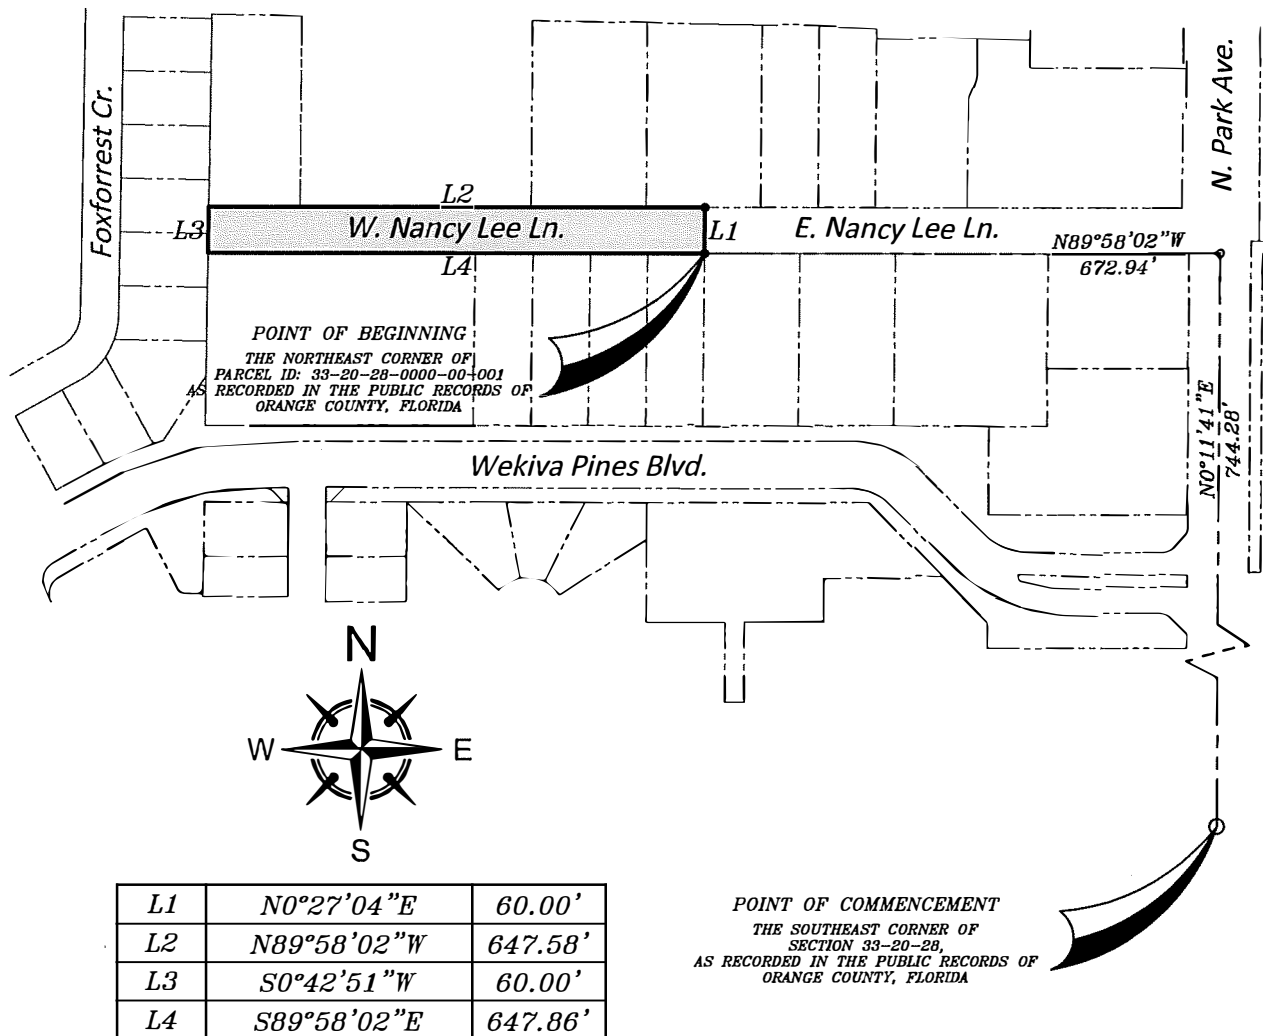 Foxforrest Cr.
N. Park Ave.
L2
L3
W. Nancy Lee Ln.
L1
E. Nancy Lee Ln.
N89°58'02"W
672.94'
L4
POINT OF BEGINNING
THE NORTHEAST CORNER OF
PARCEL ID: 33-20-28-0000-00-001
AS RECORDED IN THE PUBLIC RECORDS OF
ORANGE COUNTY, FLORIDA
N0°11'41"E
744.28'
Wekiva Pines Blvd.
N
W
E
S
L1 N0°27'04"E 60.00'
L2 N89°58'02"W 647.58'
L3 S0°42'51"W 60.00'
L4 S89°58'02"E 647.86'
POINT OF COMMENCEMENT
THE SOUTHEAST CORNER OF
SECTION 33-20-28,
AS RECORDED IN THE PUBLIC RECORDS OF
ORANGE COUNTY, FLORIDA